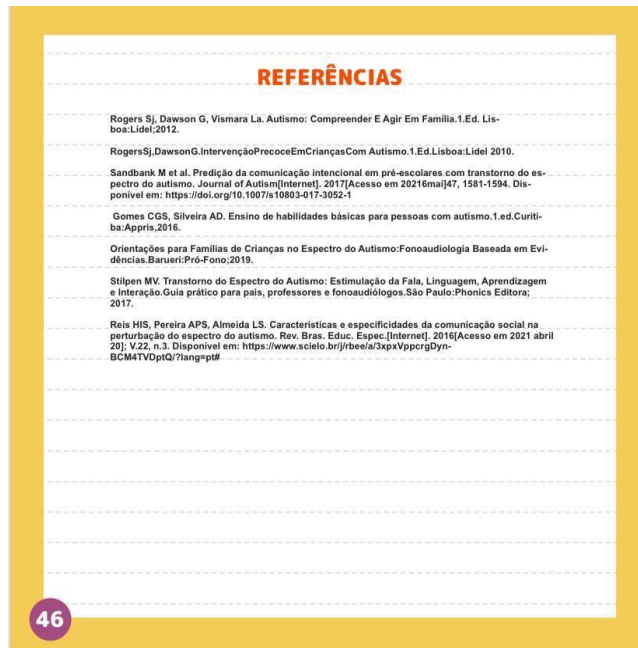 REFERÊNCIAS
Rogers Sj, Dawson G, Vismara La. Autismo: Compreender E Agir Em Família.1.Ed. Lis-
boa:Lidel;2012.
RogersSj,DawsonG.IntervençãoPrecoceEmCriançasCom Autismo.1.Ed.Lisboa:Lidel 2010.
Sandbank M et al. Predição da comunicação intencional em pré-escolares com transtorno do es-
pectro do autismo. Journal of Autism[Internet]. 2017[Acesso em 20216mai]47, 1581-1594. Dis-
ponível em: https://doi.org/10.1007/s10803-017-3052-1
Gomes CGS, Silveira AD. Ensino de habilidades básicas para pessoas com autismo.1.ed.Curiti-
ba:Appris,2016.
Orientações para Famílias de Crianças no Espectro do Autismo:Fonoaudiologia Baseada em Evi-
dências.Barueri:Pró-Fono;2019.
Stilpen MV. Transtorno do Espectro do Autismo: Estimulação da Fala, Linguagem, Aprendizagem
e Interação.Guia prático para pais, professores e fonoaudiólogos.São Paulo:Phonics Editora;
2017.
Reis HIS, Pereira APS, Almeida LS. Características e especificidades da comunicação social na
perturbação do espectro do autismo. Rev. Bras. Educ. Espec.[Internet]. 2016[Acesso em 2021 abril
20]; V.22, n.3. Disponível em: https://www.scielo.br/j/rbee/a/3xpxVppcrgDyn-
BCM4TVDptQ/?lang=pt#
46